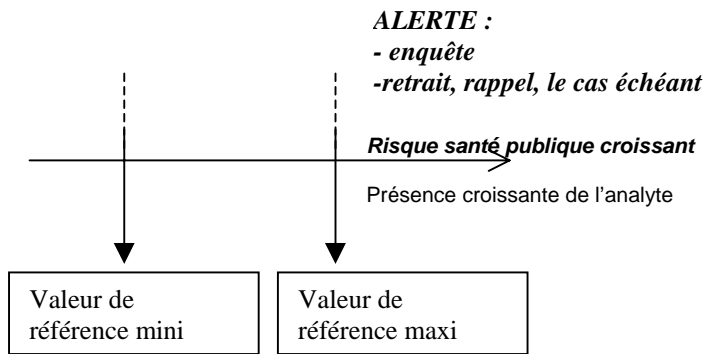 ALERTE :
- enquête
-retrait, rappel, le cas échéant
Risque santé publique croissant
Présence croissante de l’analyte
Valeur de
référence mini
Valeur de
référence maxi